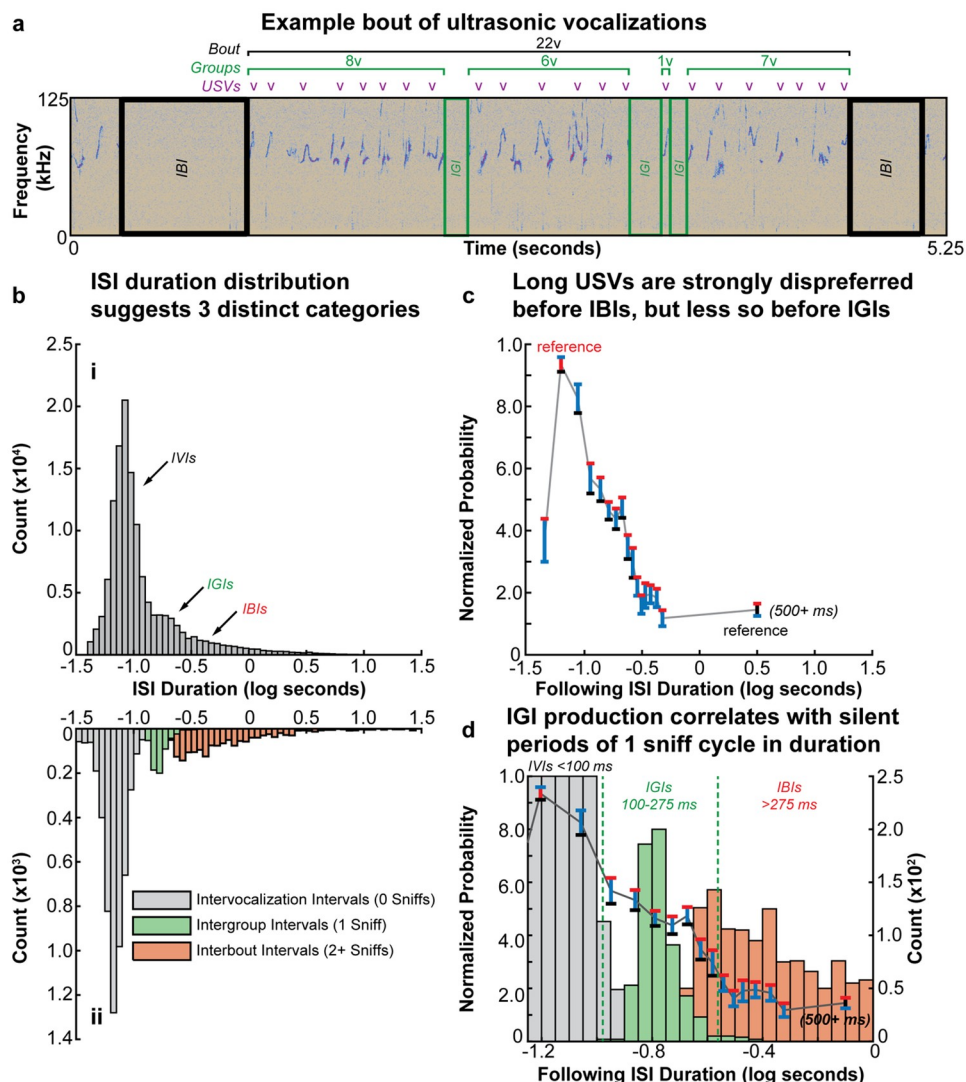 a
Example bout of ultrasonic vocalizations
Bout
22v
Groups
8v 6v 1v 7v
USVs
v v v v v v v v v v v v v v v v v v v v v v
125
Frequency
(kHz)
0
IBI IGI IGI IGI IBI
0 Time (seconds) 5.25
b ISI duration distribution
suggests 3 distinct categories
i
Count (x10⁴)
2.5
2.0
1.5
1.0
0.5
0
IVIs
IGIs
IBIs
-1.5 -1.0 -0.5 0 0.5 1.0 1.5
ISI Duration (log seconds)
-1.5 -1.0 -0.5 0 0.5 1.0 1.5
ii
Count (x10³)
0
0.2
0.4
0.6
0.8
1.0
1.2
1.4
Intervocalization Intervals (0 Sniffs)
Intergroup Intervals (1 Sniff)
Interbout Intervals (2+ Sniffs)
c Long USVs are strongly dispreferred
before IBIs, but less so before IGIs
Normalized Probability
1.0
8.0
6.0
4.0
2.0
0
reference
(500+ ms)
reference
-1.5 -1.0 -0.5 0 0.5 1.0 1.5
Following ISI Duration (log seconds)
d IGI production correlates with silent
periods of 1 sniff cycle in duration
IVIs <100 ms
IGIs
100-275 ms
IBIs
>275 ms
Normalized Probability
1.0
8.0
6.0
4.0
2.0
0
Count (x10²)
2.5
2.0
1.5
1.0
0.5
0
(500+ ms)
-1.2 -0.8 -0.4 0
Following ISI Duration (log seconds)